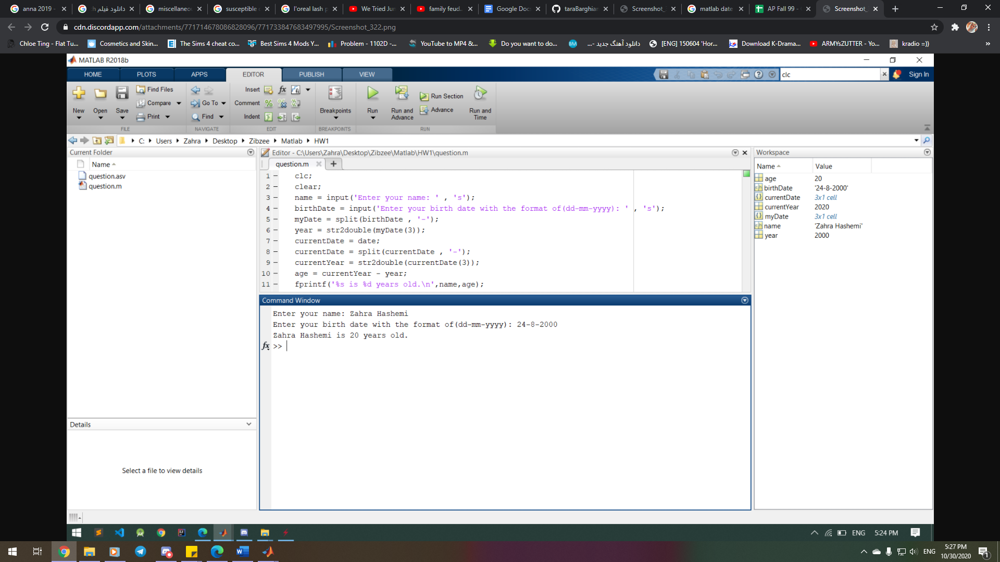 anna 2019 -
دانلود فیلم h
miscellaneou
susceptible
l'oreal lash p
We Tried Jun
family feud..
Google Doc
taraBarghian
Screenshot_
matlab date
AP Fall 99 -
Screenshot_
cdn.discordapp.com/attachments/771714678086828096/771733847683497995/Screenshot_322.png
Chloe Ting - Flat Tu...
Cosmetics and Skin...
The Sims 4 cheat co...
Best Sims 4 Mods Y...
Problem - 1102D -...
YouTube to MP4 &...
Do you want to do...
دانلود آهنگ جدید -...
[ENG] 150604 'Hor...
Download K-Drama...
ARMYsZUTTER - Yo...
kradio =))
»
MATLAB R2018b
HOME PLOTS APPS EDITOR PUBLISH VIEW
clc
Sign In
New
Open
Save
Find Files
Compare
Print
FILE
Go To
Find
NAVIGATE
Insert
Comment
Indent
EDIT
Breakpoints
BREAKPOINTS
Run
Run and Advance
Run Section
Advance
Run and Time
RUN
C: Users Zahra Desktop Zibzee Matlab HW1
Current Folder
Name
question.asv
question.m
Details
Select a file to view details
Editor - C:\Users\Zahra\Desktop\Zibzee\Matlab\HW1\question.m
question.m
1 – clc;
2 – clear;
3 – name = input('Enter your name: ' , 's');
4 – birthDate = input('Enter your birth date with the format of(dd-mm-yyyy): ' , 's');
5 – myDate = split(birthDate , '-');
6 – year = str2double(myDate(3));
7 – currentDate = date;
8 – currentDate = split(currentDate , '-');
9 – currentYear = str2double(currentDate(3));
10 – age = currentYear - year;
11 – fprintf('%s is %d years old.\n',name,age);
Command Window
Enter your name: Zahra Hashemi
Enter your birth date with the format of(dd-mm-yyyy): 24-8-2000
Zahra Hashemi is 20 years old.
fx >>
Workspace
Name Value
age 20
birthDate '24-8-2000'
currentDate 3x1 cell
currentYear 2020
myDate 3x1 cell
name 'Zahra Hashemi'
year 2000
ENG 5:24 PM
ENG
5:27 PM
10/30/2020
1